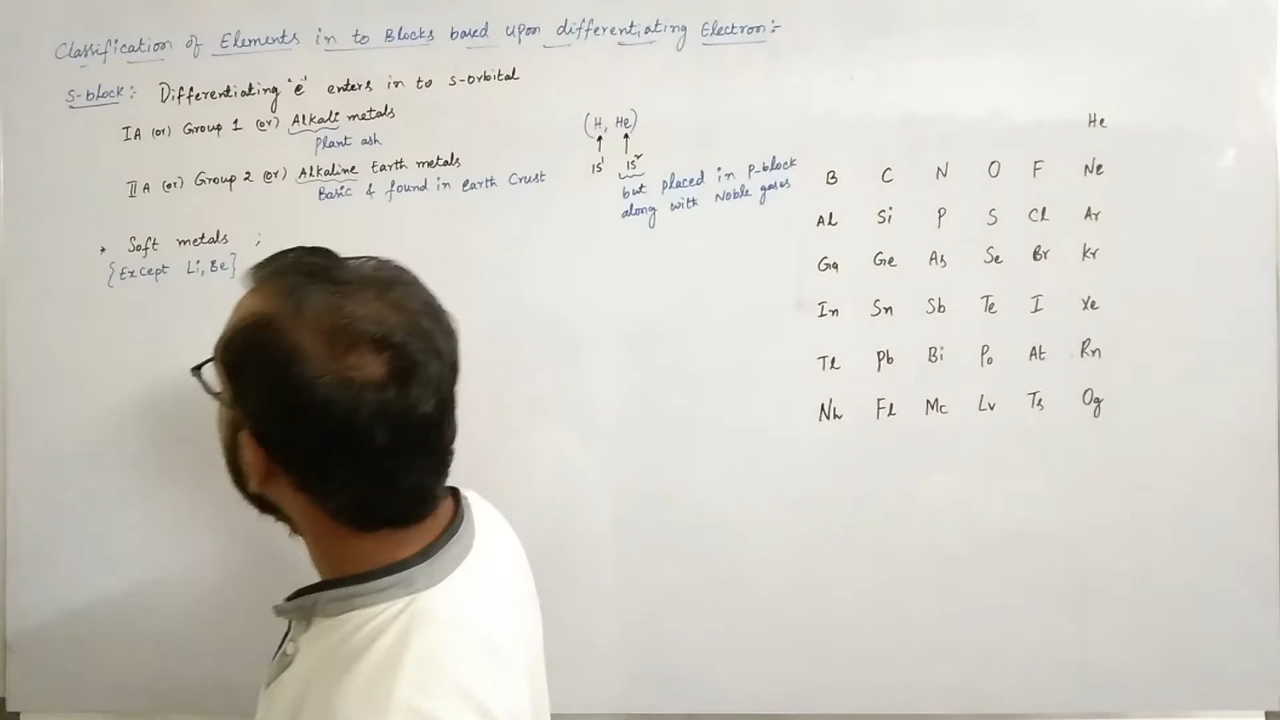 Classification of Elements in to Blocks based upon differentiating Electron:-
S-block: Differentiating 'e⁻' enters in to s-orbital
IA (or) Group 1 (or) Alkali metals
Plant ash
II A (or) Group 2 (or) Alkaline Earth metals
Basic & found in earth Crust
* Soft metals ;
{Except Li, Be}
(H, He)
1s¹ 1s²
but placed in p-block
along with Noble gases
He
B C N O F Ne
Al Si P S Cl Ar
Ga Ge As Se Br Kr
In Sn Sb Te I Xe
Tl Pb Bi Po At Rn
Nh Fl Mc Lv Ts Og